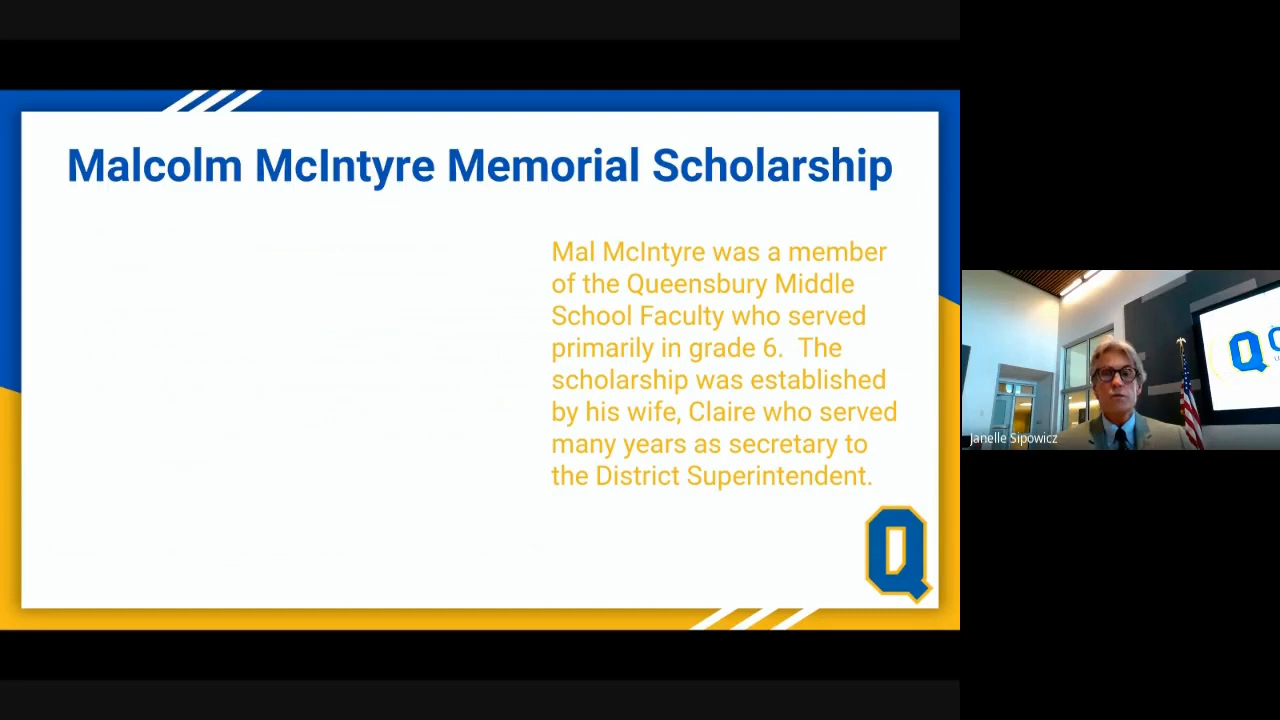 Malcolm McIntyre Memorial Scholarship
Mal McIntyre was a member
of the Queensbury Middle
School Faculty who served
primarily in grade 6.  The
scholarship was established
by his wife, Claire who served
many years as secretary to
the District Superintendent.
Q
Q
Janelle Sipowicz